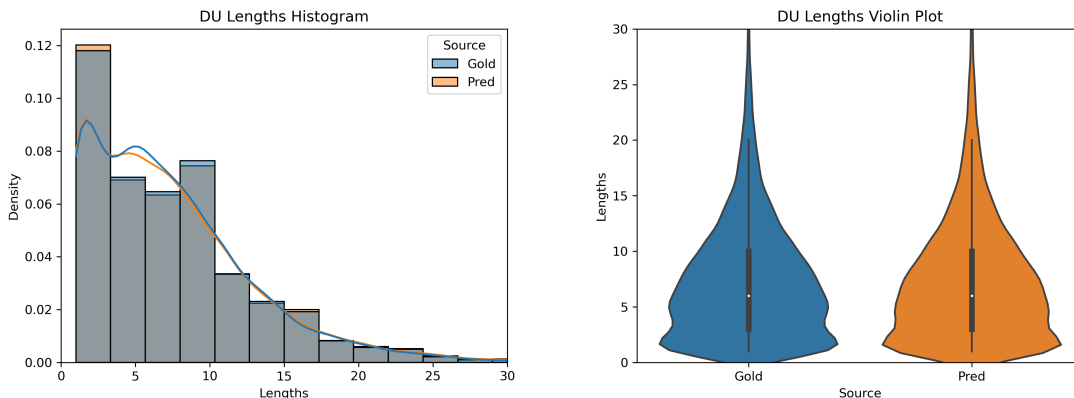 DU Lengths Histogram
0.12
0.10
0.08
0.06
0.04
0.02
0.00
Density
0
5
10
15
20
25
30
Lengths
Source
Gold
Pred
DU Lengths Violin Plot
30
25
20
15
10
5
0
Lengths
Gold
Pred
Source